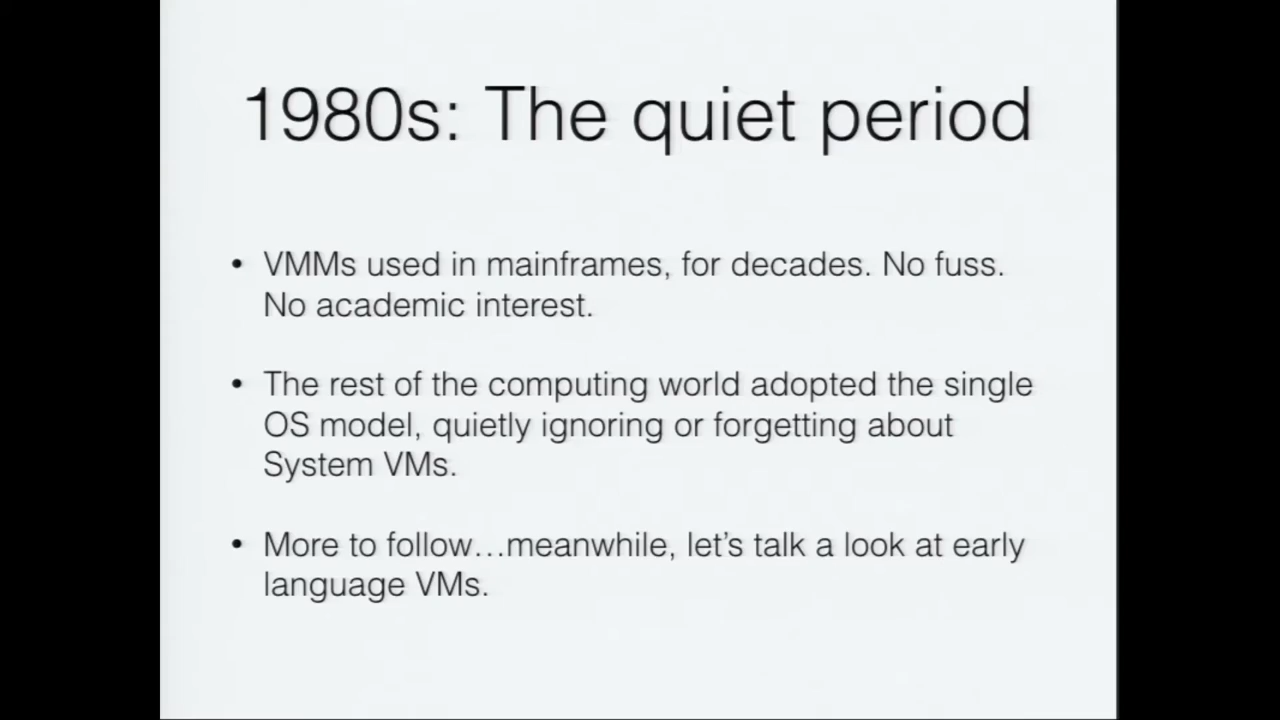 1980s: The quiet period
• VMMs used in mainframes, for decades. No fuss.
No academic interest.
• The rest of the computing world adopted the single
OS model, quietly ignoring or forgetting about
System VMs.
• More to follow…meanwhile, let’s talk a look at early
language VMs.